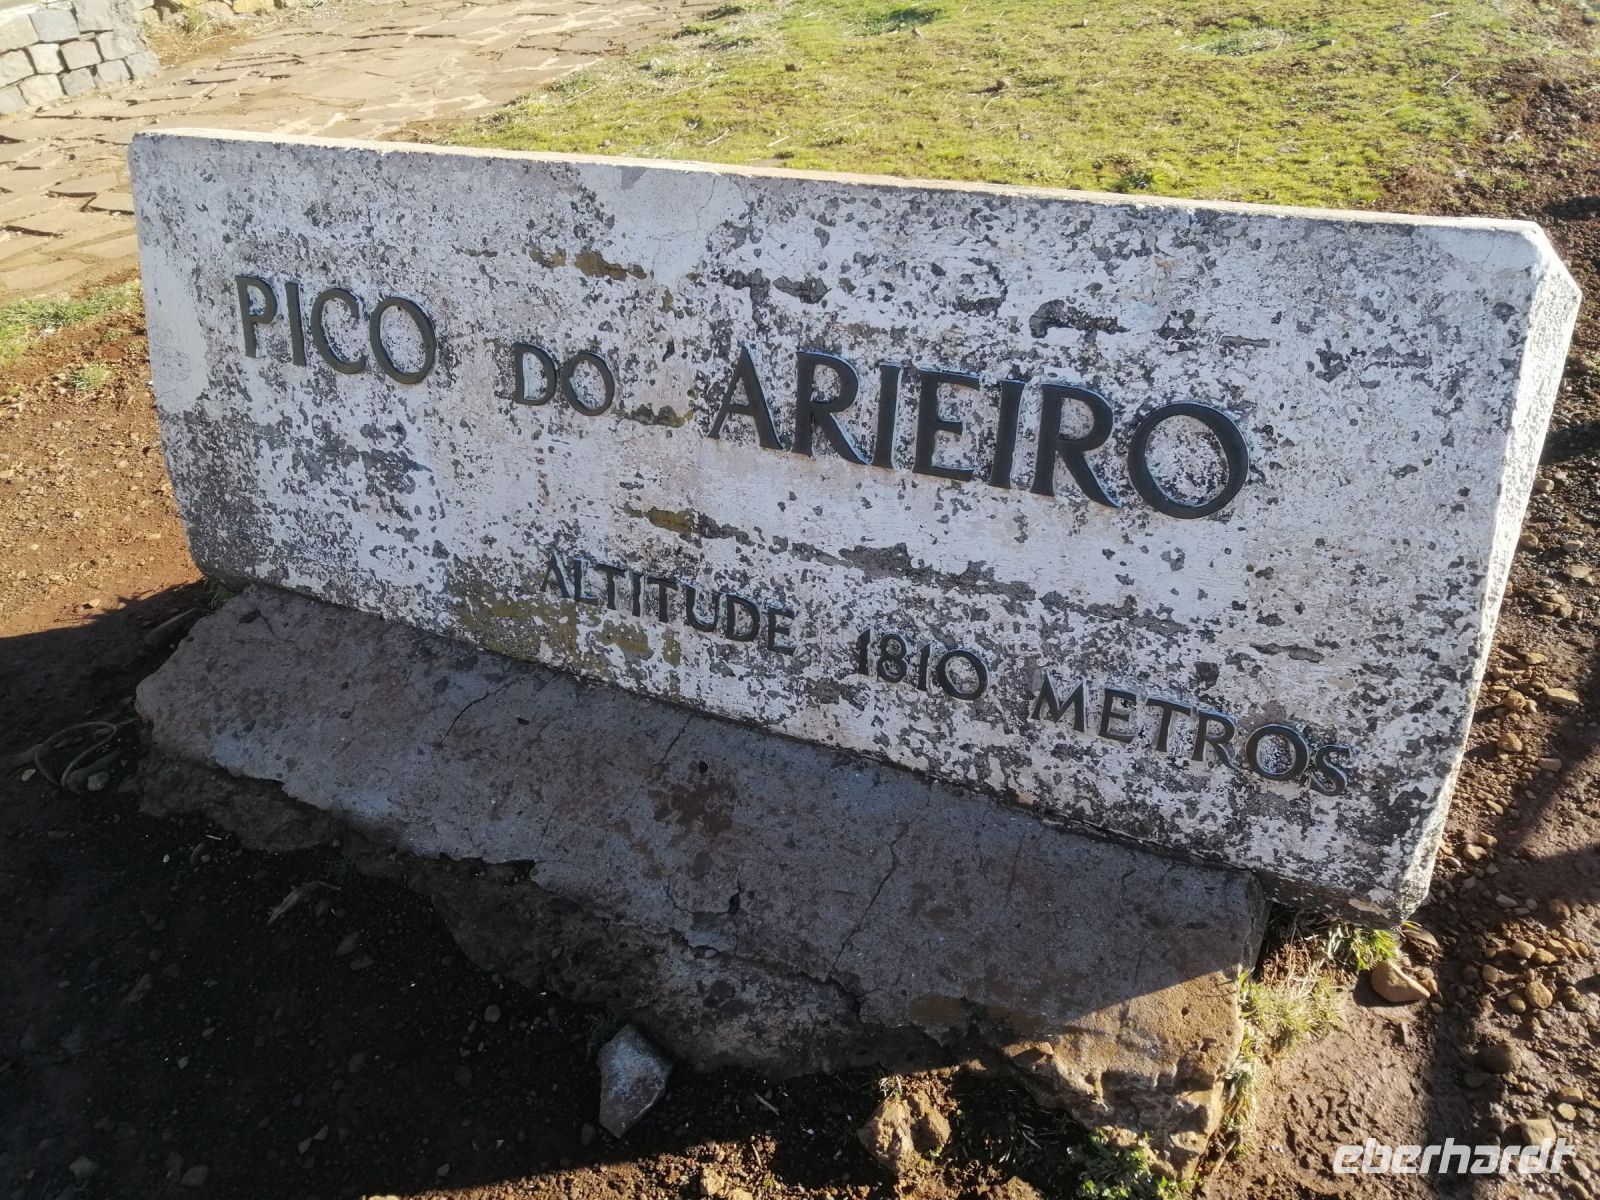 PICO DO ARIEIRO
ALTITUDE 1810 METROS
eberhardt